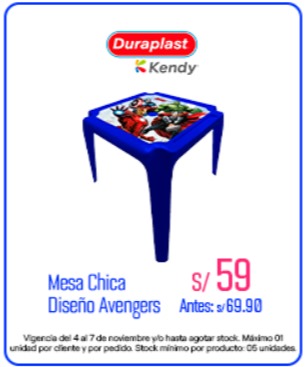 Duraplast
Kendy
Mesa Chica
Diseño Avengers
S/ 59
Antes: s/69.90
Vigencia del 4 al 7 de noviembre y/o hasta agotar stock. Máximo 01
unidad por cliente y por pedido. Stock mínimo por producto: 05 unidades.